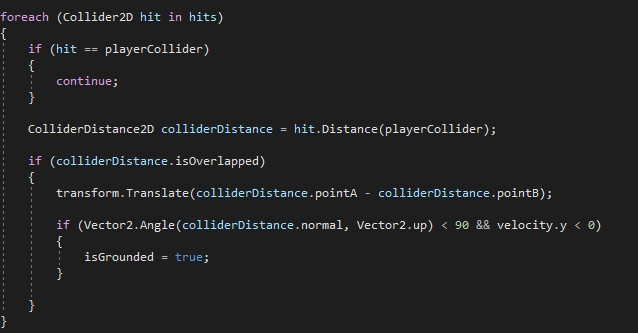 foreach (Collider2D hit in hits)
{
    if (hit == playerCollider)
    {
        continue;
    }

    ColliderDistance2D colliderDistance = hit.Distance(playerCollider);

    if (colliderDistance.isOverlapped)
    {
        transform.Translate(colliderDistance.pointA - colliderDistance.pointB);

        if (Vector2.Angle(colliderDistance.normal, Vector2.up) < 90 && velocity.y < 0)
        {
            isGrounded = true;
        }

    }
}